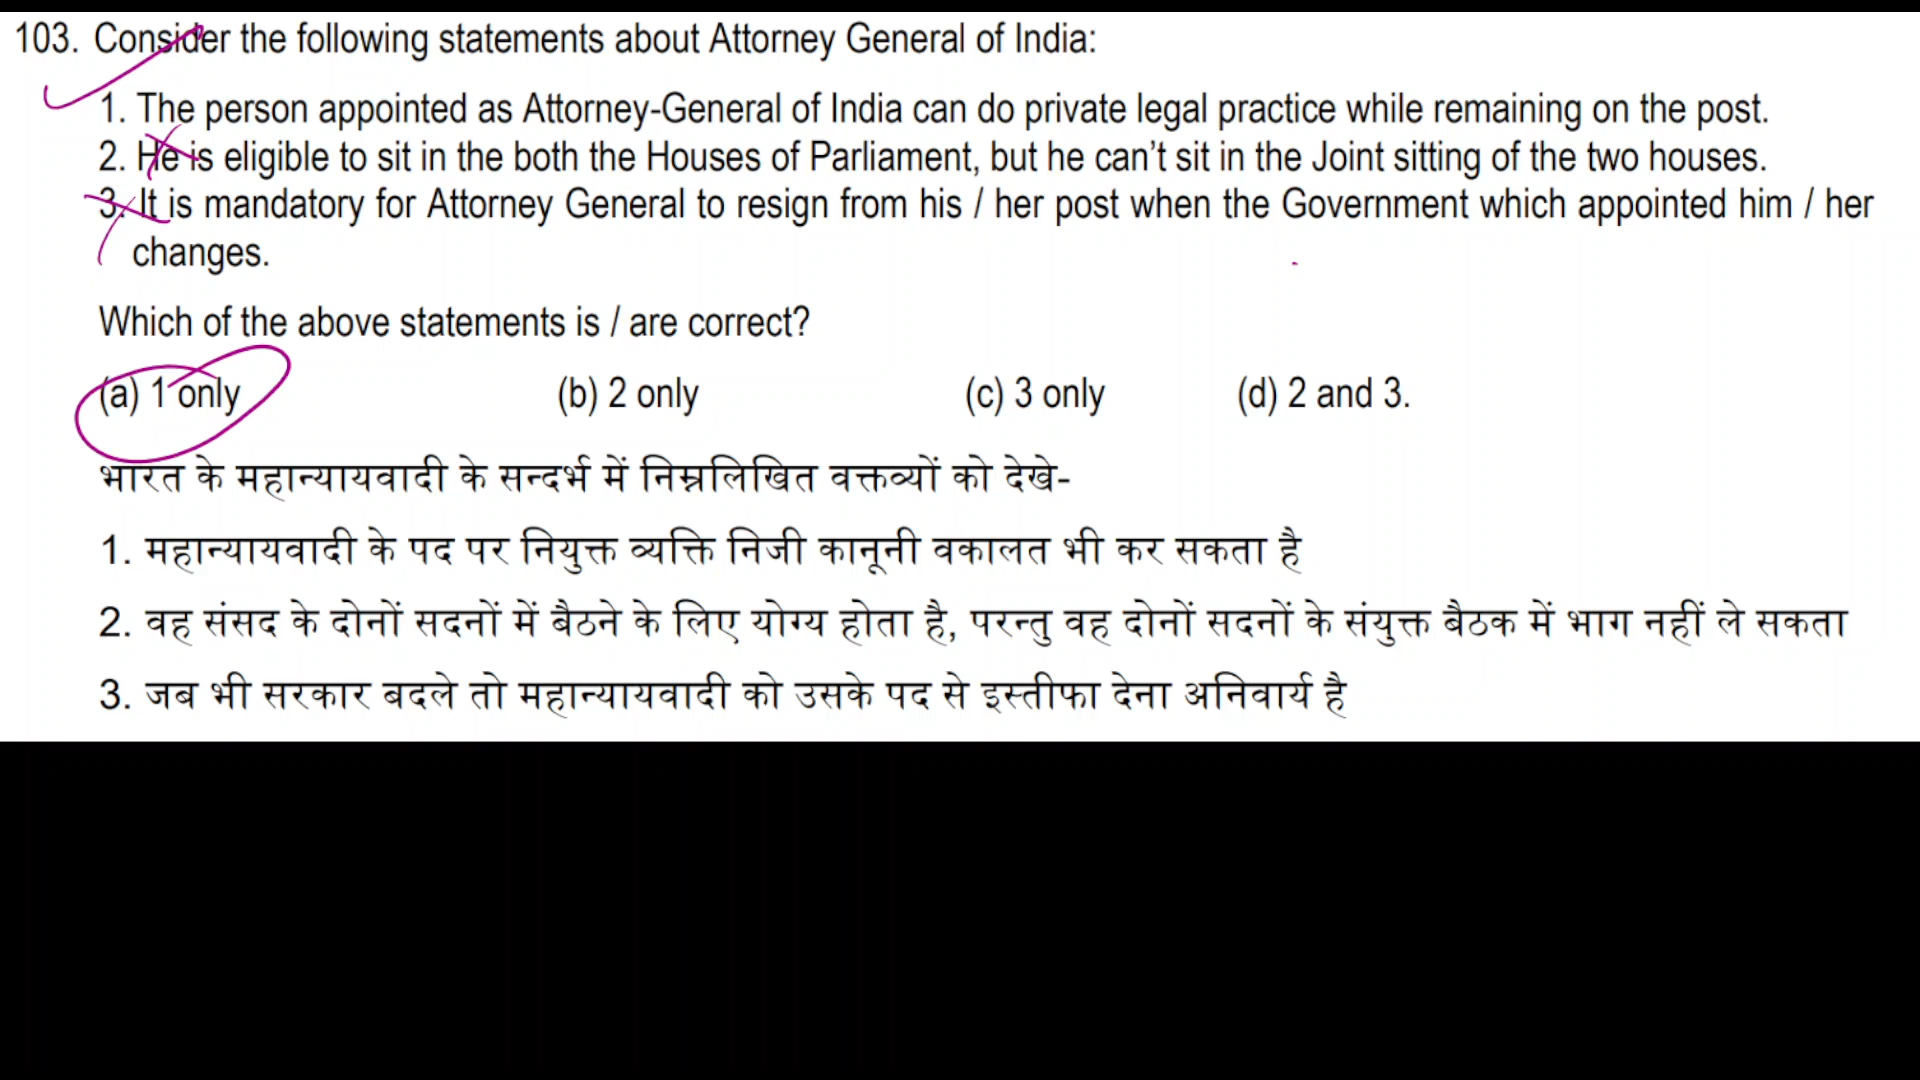 103. Consider the following statements about Attorney General of India:
1. The person appointed as Attorney-General of India can do private legal practice while remaining on the post.
2. He is eligible to sit in the both the Houses of Parliament, but he can't sit in the Joint sitting of the two houses.
3. It is mandatory for Attorney General to resign from his / her post when the Government which appointed him / her
changes.
Which of the above statements is / are correct?
(a) 1 only (b) 2 only (c) 3 only (d) 2 and 3.
भारत के महान्यायवादी के सन्दर्भ में निम्नलिखित वक्तव्यों को देखे-
1. महान्यायवादी के पद पर नियुक्त व्यक्ति निजी कानूनी वकालत भी कर सकता है
2. वह संसद के दोनों सदनों में बैठने के लिए योग्य होता है, परन्तु वह दोनों सदनों के संयुक्त बैठक में भाग नहीं ले सकता
3. जब भी सरकार बदले तो महान्यायवादी को उसके पद से इस्तीफा देना अनिवार्य है